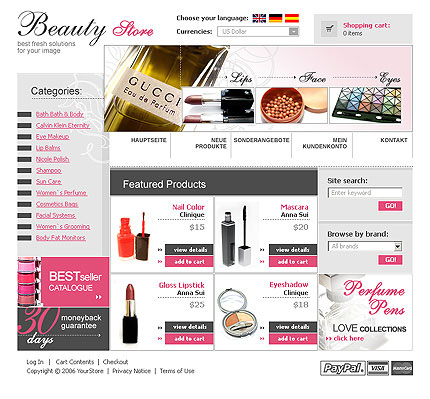 Beauty Store
best fresh solutions
for your image
Choose your language:
Currencies: US Dollar
Shopping cart:
0 items
GUCCI
Eau de Parfum
Lips
Face
Eyes
HAUPTSEITE
NEUE PRODUKTE
SONDERANGEBOTE
MEIN KUNDENKONTO
KONTAKT
Categories:
Bath Bath & Body
Calvin Klein Eternity
Eye Makeup
Lip Balms
Nicole Polish
Shampoo
Sun Care
Women`s Perfume
Cosmetics Bags
Facial Systems
Women`s Grooming
Body Fat Monitors
BESTseller
CATALOGUE
30 days
moneyback
guarantee
Featured Products
Nail Color
Clinique
$15
view details
add to cart
Mascara
Anna Sui
$20
view details
add to cart
Gloss Lipstick
Anna Sui
$25
view details
add to cart
Eyeshadow
Clinique
$18
view details
add to cart
Site search:
Enter keyword
GO!
Browse by brand:
All brands
GO!
Perfume
Pens
LOVE COLLECTIONS
click here
Log In | Cart Contents | Checkout
Copyright © 2006 YourStore | Privacy Notice | Terms of Use
PayPal
VISA
MasterCard